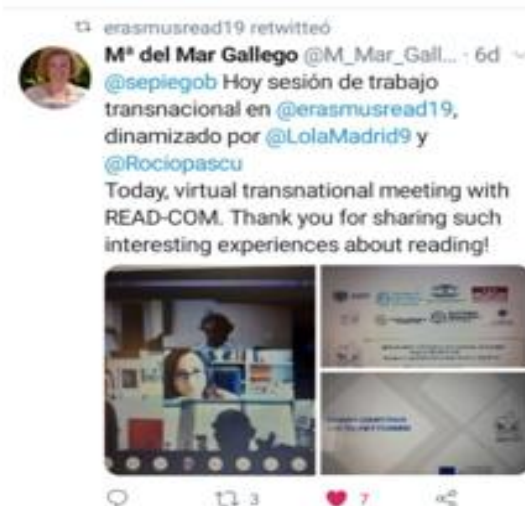 erasmusread19 retwitteó
Mª del Mar Gallego @M_Mar_Gall... · 6d
@sepiegob Hoy sesión de trabajo
transnacional en @erasmusread19,
dinamizado por @LolaMadrid9 y
@Rociopascu
Today, virtual transnational meeting with
READ-COM. Thank you for sharing such
interesting experiences about reading!
3
7